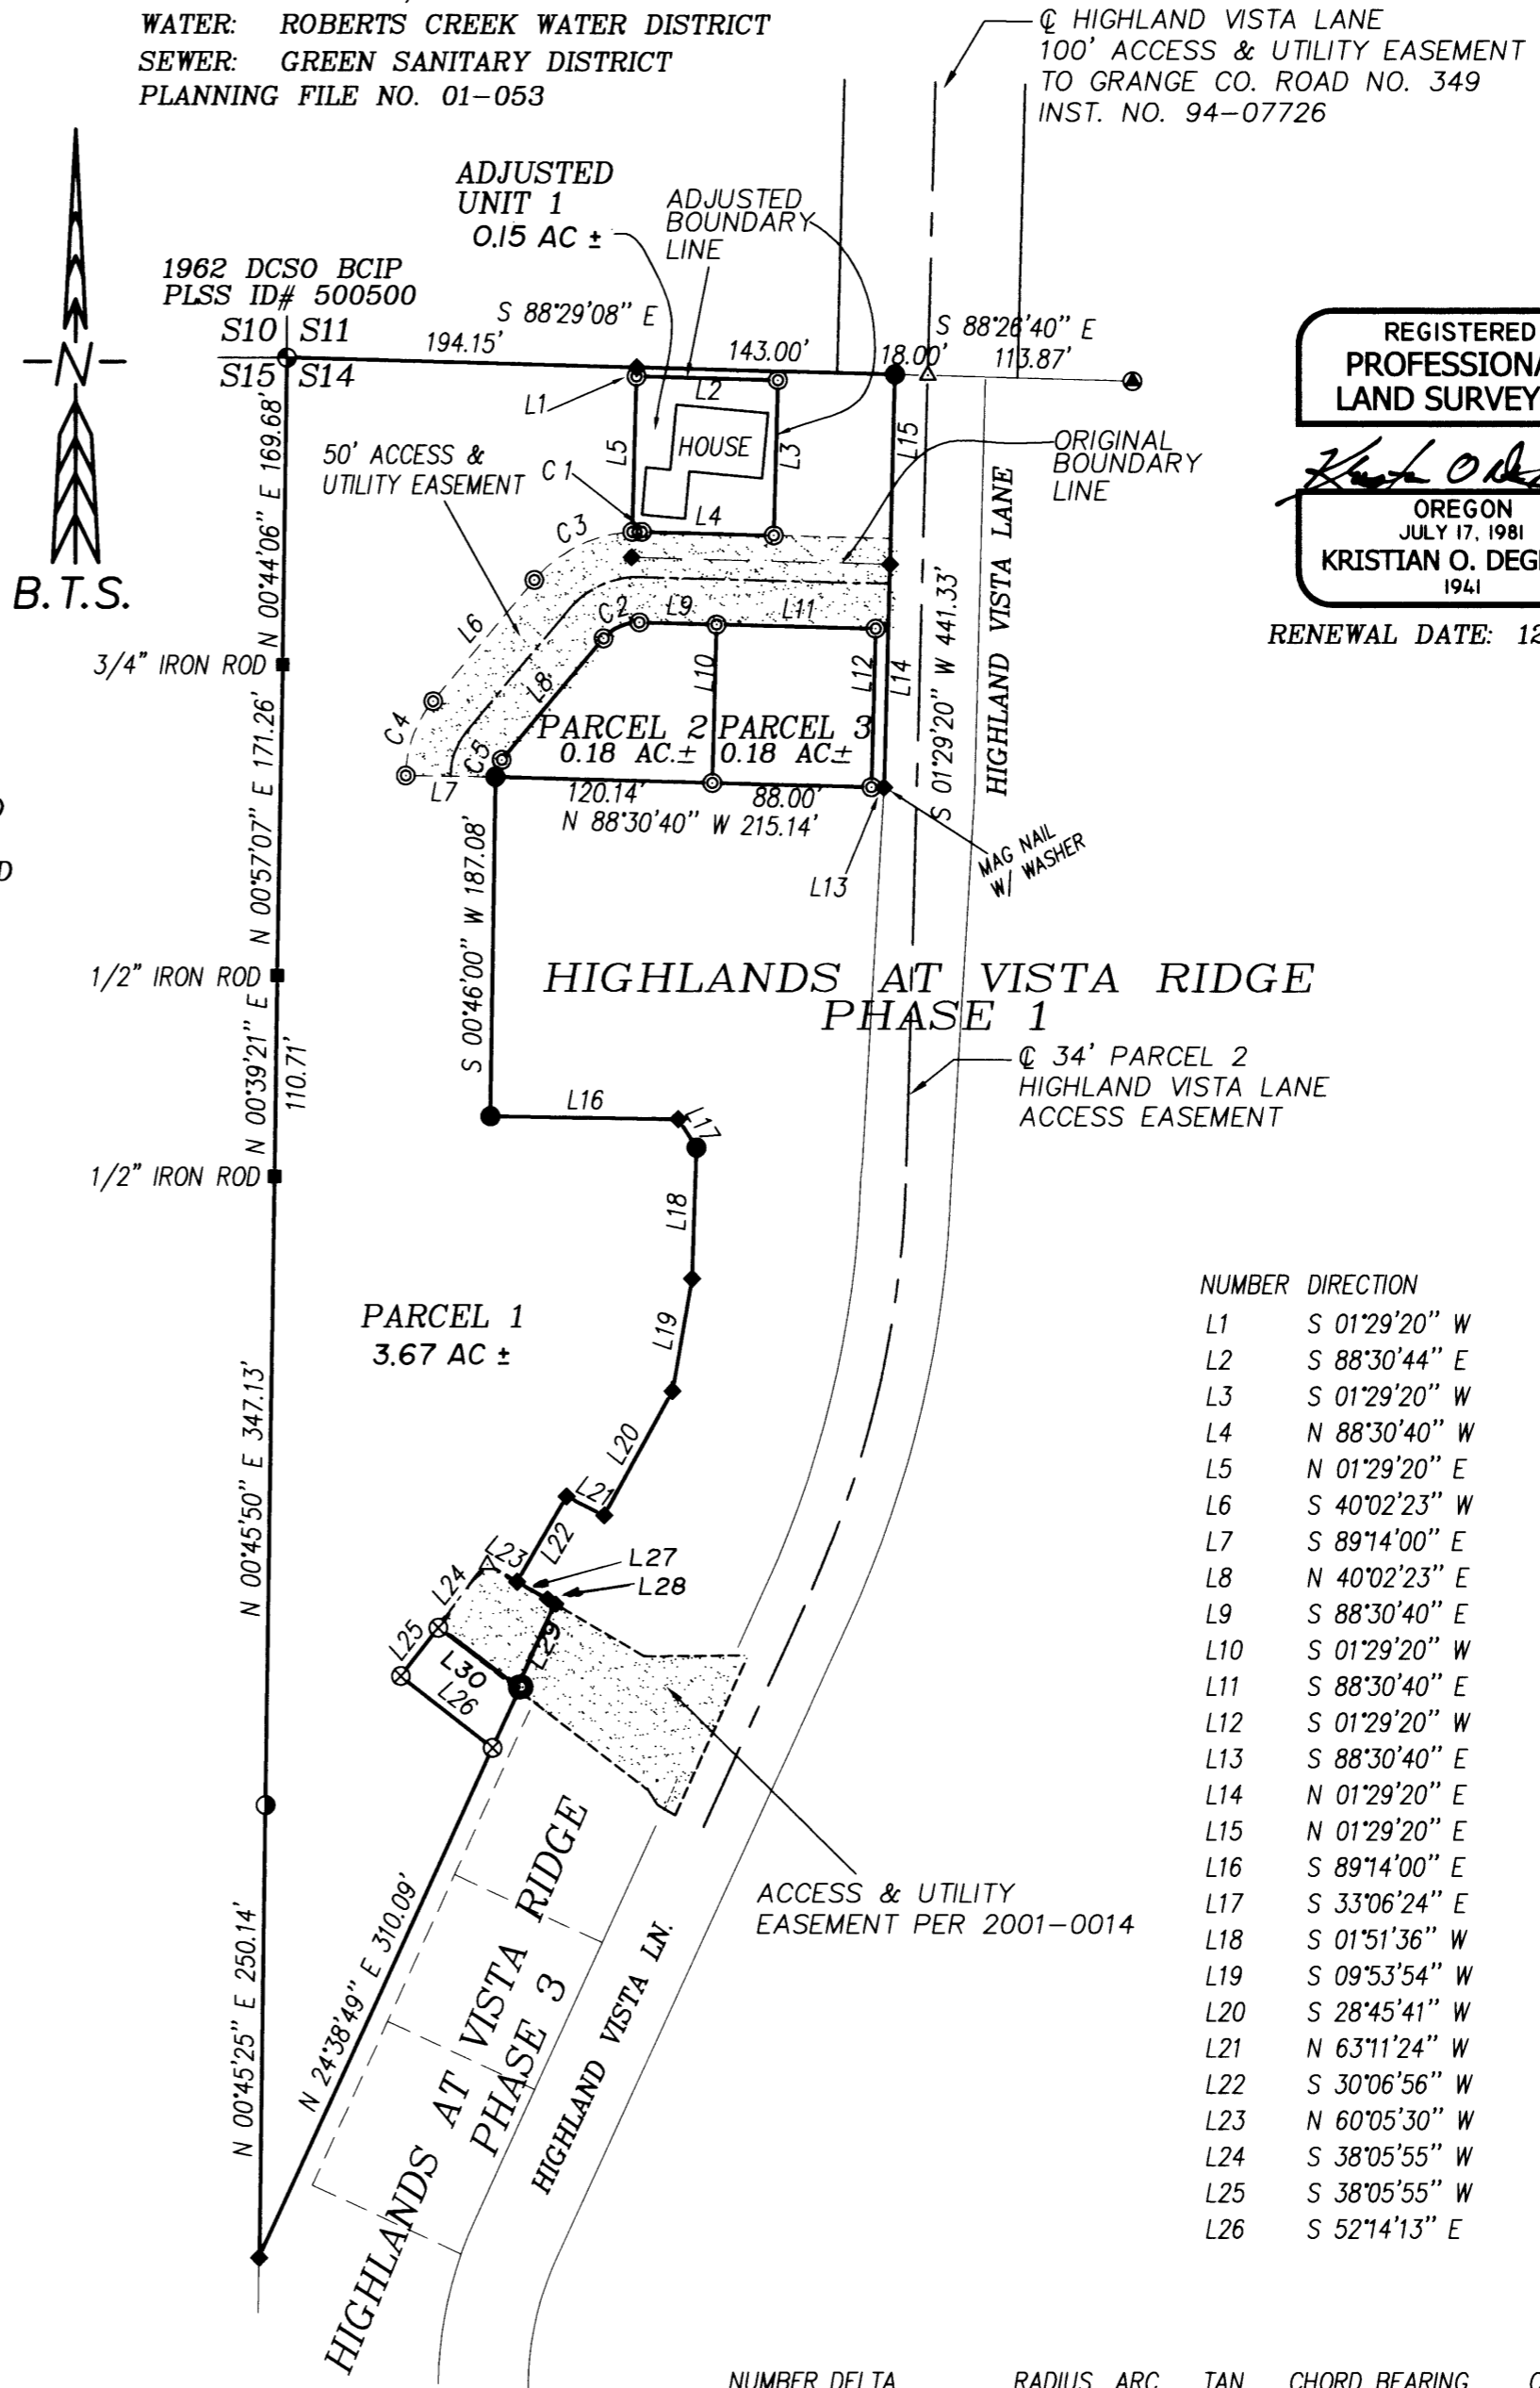 WATER: ROBERTS CREEK WATER DISTRICT
SEWER: GREEN SANITARY DISTRICT
PLANNING FILE NO. 01-053
℄ HIGHLAND VISTA LANE
100' ACCESS & UTILITY EASEMENT
TO GRANGE CO. ROAD NO. 349
INST. NO. 94-07726
N
B.T.S.
ADJUSTED
UNIT 1
0.15 AC ±
ADJUSTED
BOUNDARY
LINE
1962 DCSO BCIP
PLSS ID# 500500
S10 S11
S15 S14
S 88°29'08" E
194.15'
143.00'
18.00'
S 88°26'40" E
113.87'
REGISTERED
LAND
OREGON
JULY 17, 1981
KRISTIAN O.
1941
RENEWAL DATE:
L1
L2
L3
L4
L5
HOUSE
C 1
C 3
L15
ORIGINAL
BOUNDARY
LINE
50' ACCESS &
UTILITY EASEMENT
N 00°44'06" E 169.68'
3/4" IRON ROD
L6
C 4
L7
C 2
L8
C5
L9
L10
L11
L12
L14
PARCEL 2
0.18 AC.±
PARCEL 3
0.18 AC±
120.14'
88.00'
N 88°30'40" W 215.14'
L13
MAG NAIL
W/ WASHER
S 01°29'20" W 441.33'
HIGHLAND VISTA LANE
N 00°57'07" E 171.26'
D
1/2" IRON ROD
S 00°46'00" W 187.08'
HIGHLANDS AT VISTA RIDGE
PHASE 1
℄ 34' PARCEL 2
HIGHLAND VISTA LANE
ACCESS EASEMENT
N 00°39'21" E
110.71'
1/2" IRON ROD
L16
L17
L18
L19
L20
L21
L22
L23
L24
L25
L26
L27
L28
L29
L30
PARCEL 1
3.67 AC ±
N 00°45'50" E 347.13'
N 00°45'25" E 250.14'
N 24°38'49" E 310.09'
ACCESS & UTILITY
EASEMENT PER 2001-0014
HIGHLANDS AT VISTA RIDGE
PHASE 3
HIGHLAND VISTA LN.
NUMBER DIRECTION
L1 S 01°29'20" W
L2 S 88°30'44" E
L3 S 01°29'20" W
L4 N 88°30'40" W
L5 N 01°29'20" E
L6 S 40°02'23" W
L7 S 89°14'00" E
L8 N 40°02'23" E
L9 S 88°30'40" E
L10 S 01°29'20" W
L11 S 88°30'40" E
L12 S 01°29'20" W
L13 S 88°30'40" E
L14 N 01°29'20" E
L15 N 01°29'20" E
L16 S 89°14'00" E
L17 S 33°06'24" E
L18 S 01°51'36" W
L19 S 09°53'54" W
L20 S 28°45'41" W
L21 N 63°11'24" W
L22 S 30°06'56" W
L23 N 60°05'30" W
L24 S 38°05'55" W
L25 S 38°05'55" W
L26 S 52°14'13" E
NUMBER DELTA RADIUS ARC TAN CHORD BEARING